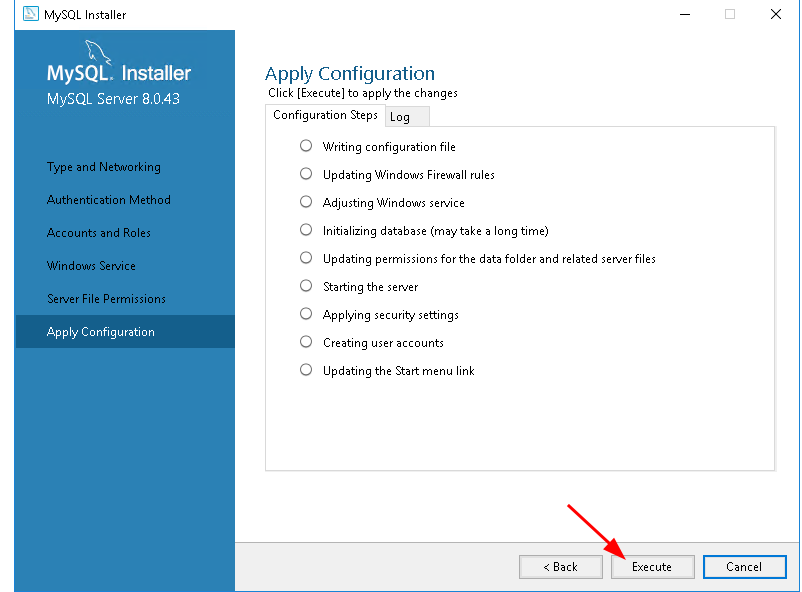 MySQL Installer
MySQL. Installer
MySQL Server 8.0.43
Type and Networking
Authentication Method
Accounts and Roles
Windows Service
Server File Permissions
Apply Configuration
Apply Configuration
Click [Execute] to apply the changes
Configuration Steps
Log
Writing configuration file
Updating Windows Firewall rules
Adjusting Windows service
Initializing database (may take a long time)
Updating permissions for the data folder and related server files
Starting the server
Applying security settings
Creating user accounts
Updating the Start menu link
< Back
Execute
Cancel